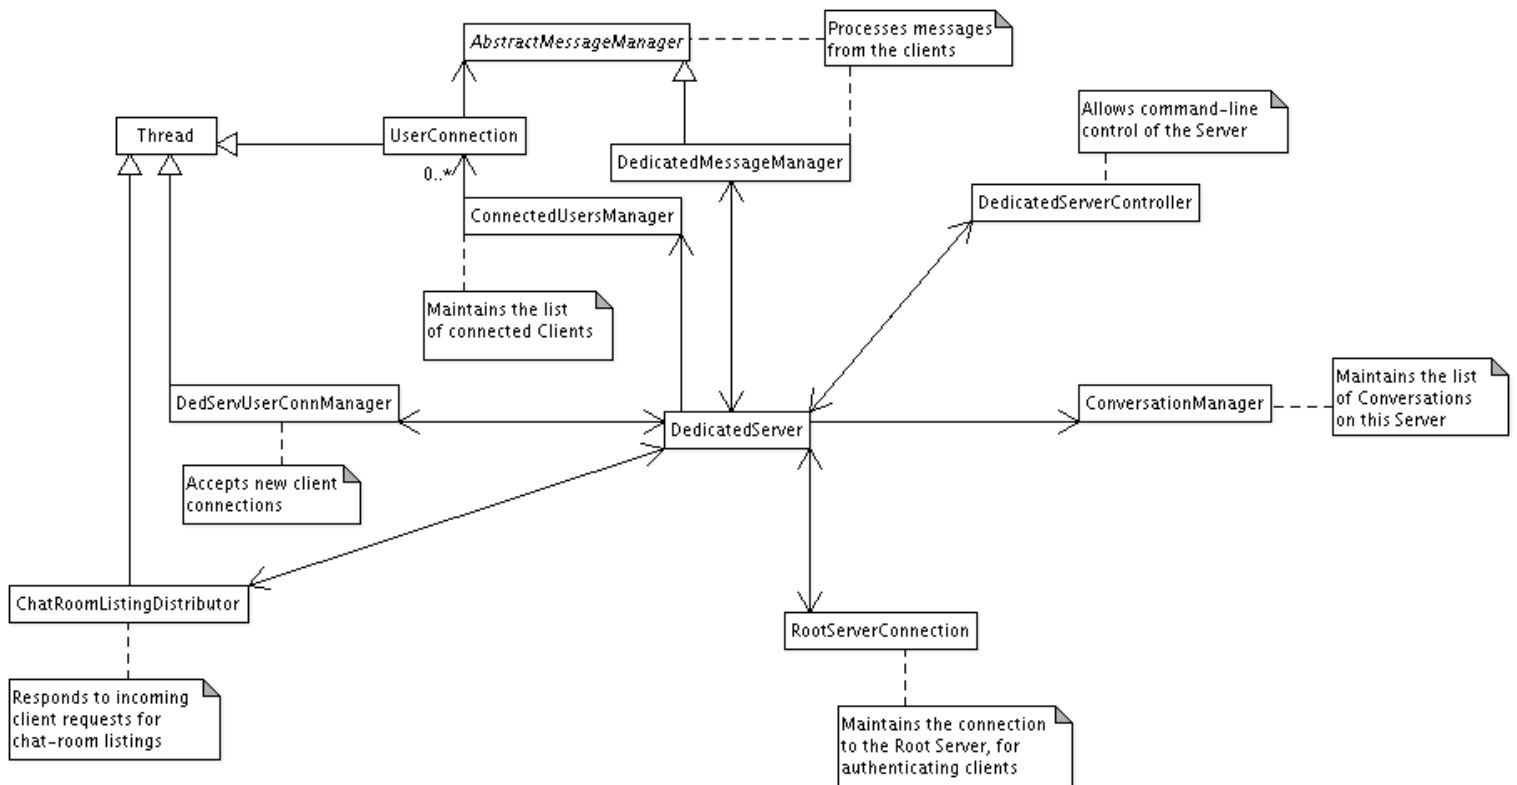 AbstractMessageManager
Processes messages
from the clients
Allows command-line
control of the Server
Thread
UserConnection
DedicatedMessageManager
0..*
DedicatedServerController
ConnectedUsersManager
Maintains the list
of connected Clients
Maintains the list
of Conversations
on this Server
DedServUserConnManager
ConversationManager
DedicatedServer
Accepts new client
connections
ChatRoomListingDistributor
RootServerConnection
Responds to incoming
client requests for
chat-room listings
Maintains the connection
to the Root Server, for
authenticating clients